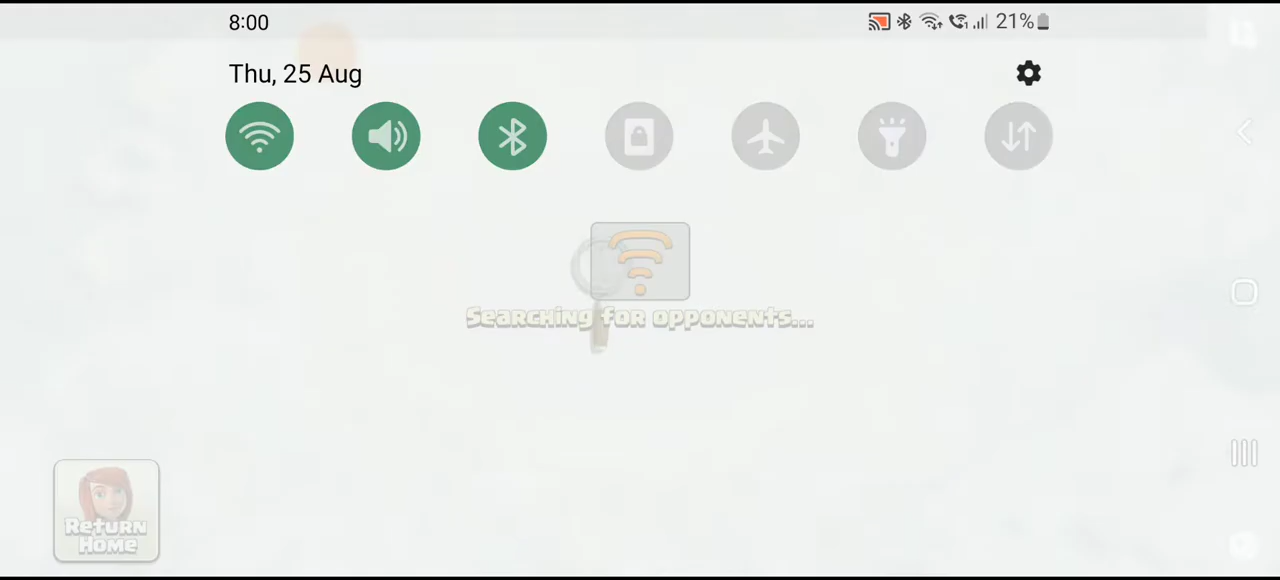 8:00
21%
Thu, 25 Aug
Searching for opponents...
Return
Home